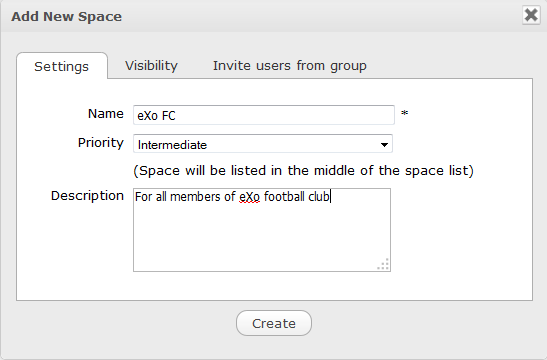 Add New Space
Settings Visibility Invite users from group
Name eXo FC *
Priority Intermediate
(Space will be listed in the middle of the space list)
Description For all members of eXo football club
Create